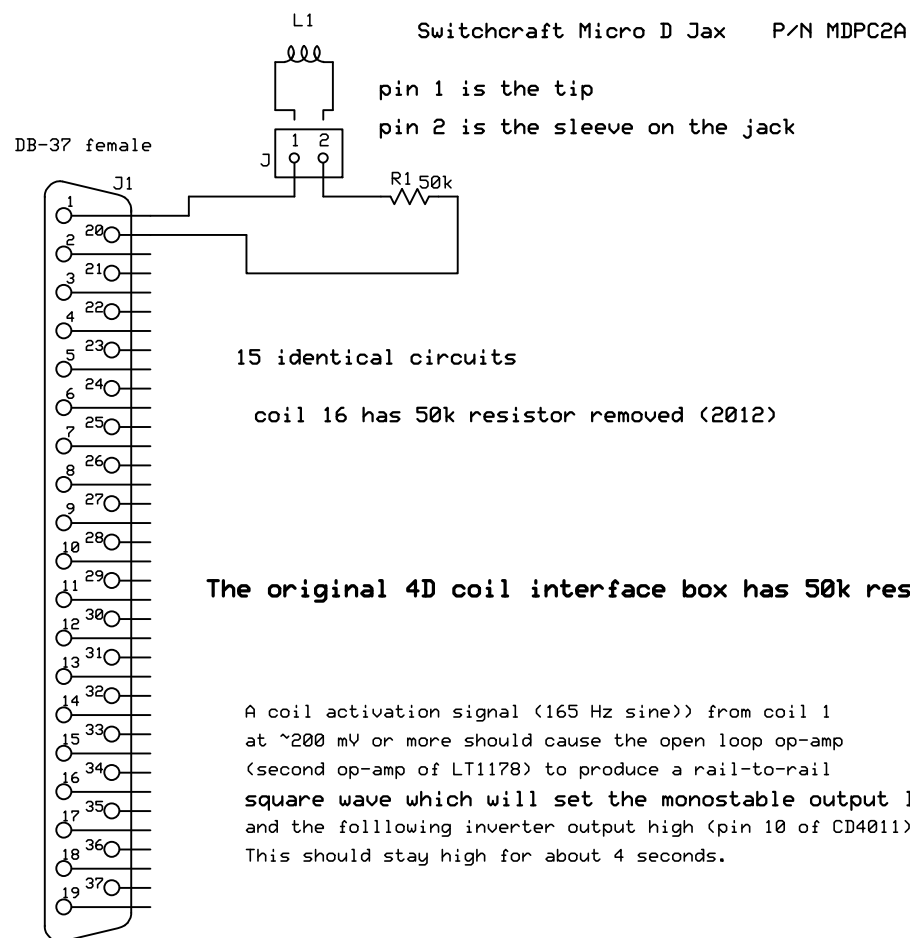 L1
Switchcraft Micro D Jax P/N MDPC2A
pin 1 is the tip
pin 2 is the sleeve on the jack
DB-37 female
1 2
J
J1
R1 50k
1
20
2
21
3
22
4
23
5
24
6
25
7
26
8
27
9
28
10
29
11
30
12
31
13
32
14
33
15
34
16
35
17
36
18
37
19
15 identical circuits
coil 16 has 50k resistor removed (2012)
The original 4D coil interface box has 50k res
A coil activation signal (165 Hz sine)) from coil 1
at ~200 mV or more should cause the open loop op-amp
(second op-amp of LT1178) to produce a rail-to-rail
square wave which will set the monostable output
and the folllowing inverter output high (pin 10 of CD4011)
This should stay high for about 4 seconds.